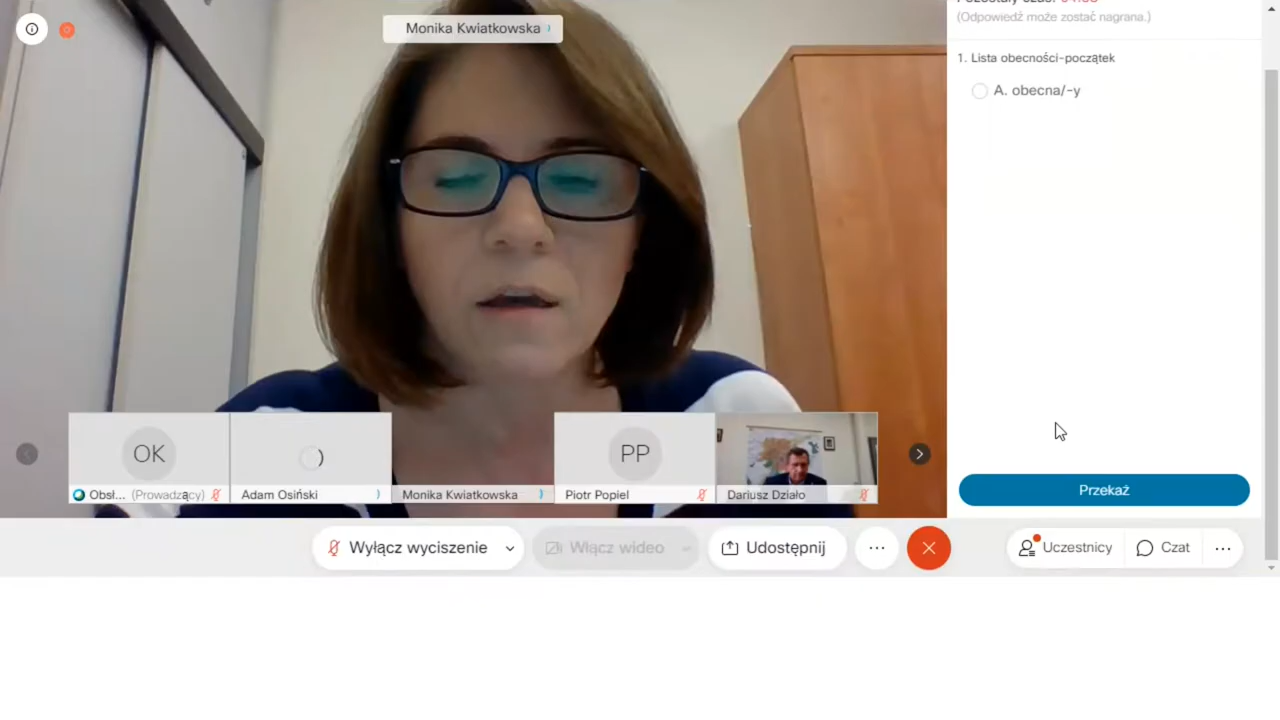 Monika Kwiatkowska
(Odpowiedź może zostać nagrana.)
1. Lista obecności-początek
A. obecna/-y
OK
PP
Obsł... (Prowadzący)
Adam Osiński
Monika Kwiatkowska
Piotr Popiel
Dariusz Działo
Przekaż
Wyłącz wyciszenie
Włącz wideo
Udostępnij
Uczestnicy
Czat